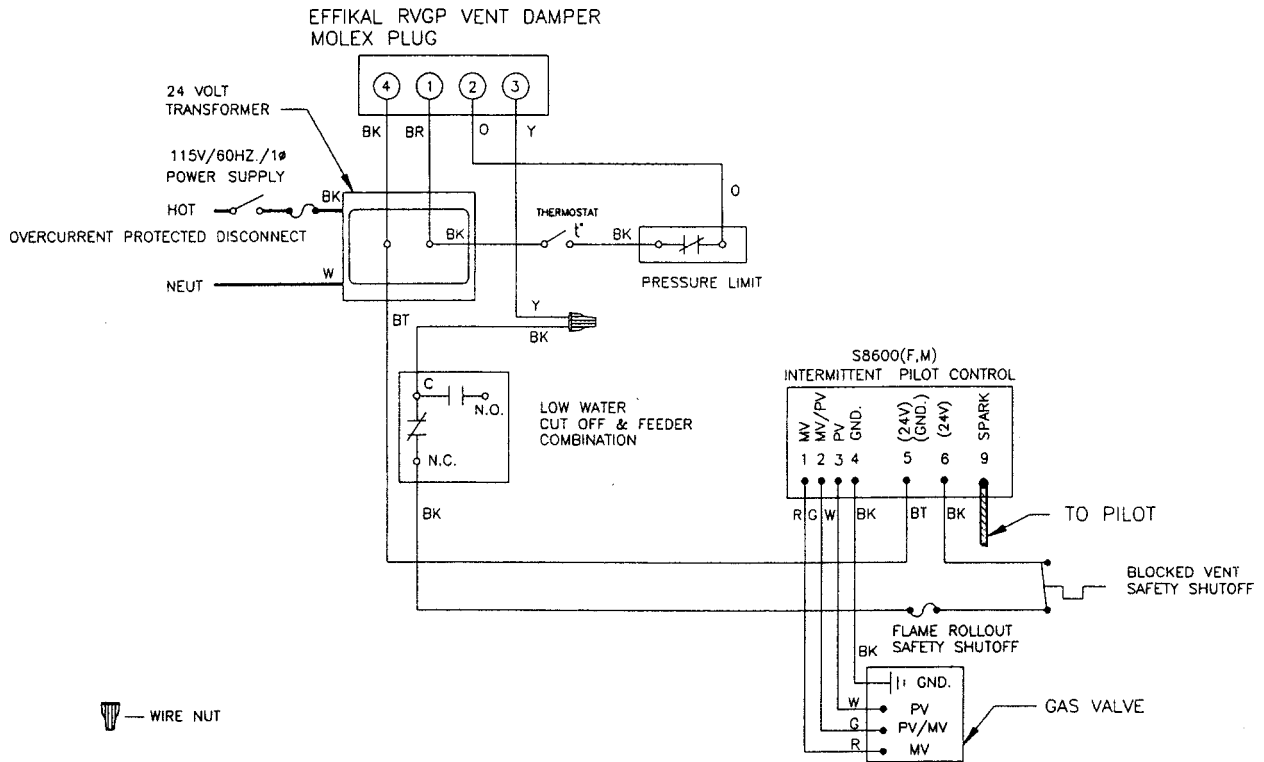 EFFIKAL RVGP VENT DAMPER
MOLEX PLUG
4 1 2 3
BK BR O Y
24 VOLT
TRANSFORMER
115V/60HZ./1ø
POWER SUPPLY
HOT
BK
OVERCURRENT PROTECTED DISCONNECT
NEUT
W
BK
THERMOSTAT
t°
BK
O
PRESSURE LIMIT
BT
Y
BK
C
N.O.
N.C.
LOW WATER
CUT OFF & FEEDER
COMBINATION
BK
S8600(F,M)
INTERMITTENT PILOT CONTROL
MV
MV/PV
PV
GND.
(24V)
(GND.)
(24V)
SPARK
1 2 3 4 5 6 9
R G W BK BT BK
TO PILOT
BLOCKED VENT
SAFETY SHUTOFF
FLAME ROLLOUT
SAFETY SHUTOFF
BK
GND.
W PV
G PV/MV
R MV
GAS VALVE
WIRE NUT